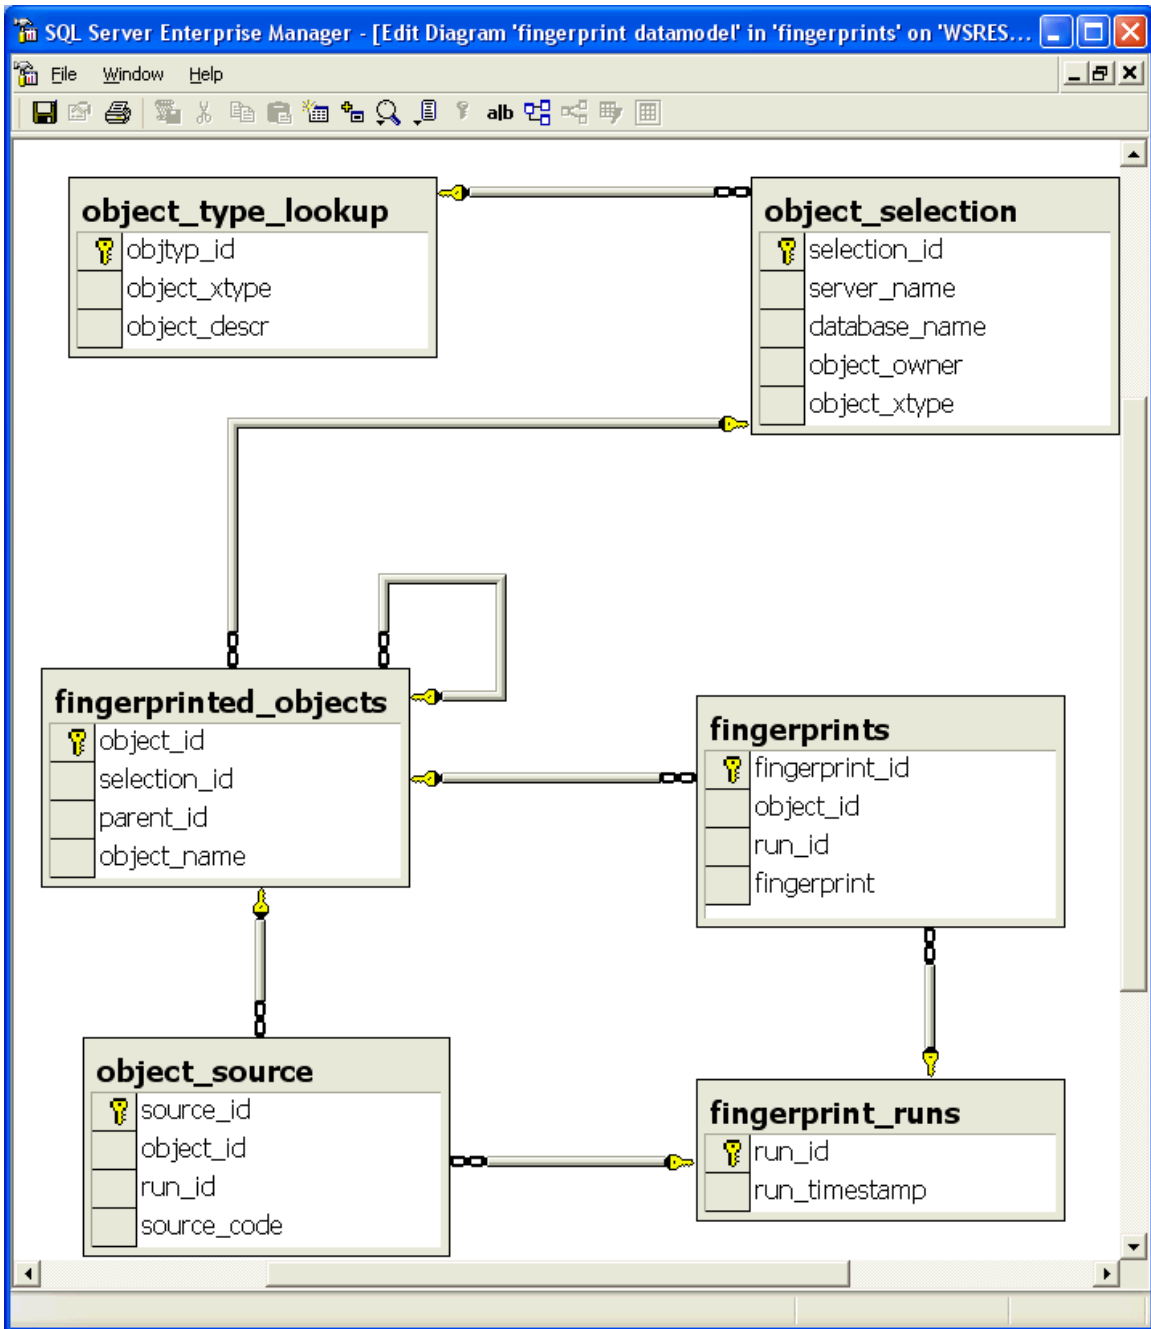 SQL Server Enterprise Manager - [Edit Diagram 'fingerprint datamodel' in 'fingerprints' on 'WSRES...
File Window Help
a|b
object_type_lookup
objtyp_id
object_xtype
object_descr
object_selection
selection_id
server_name
database_name
object_owner
object_xtype
fingerprinted_objects
object_id
selection_id
parent_id
object_name
fingerprints
fingerprint_id
object_id
run_id
fingerprint
object_source
source_id
object_id
run_id
source_code
fingerprint_runs
run_id
run_timestamp